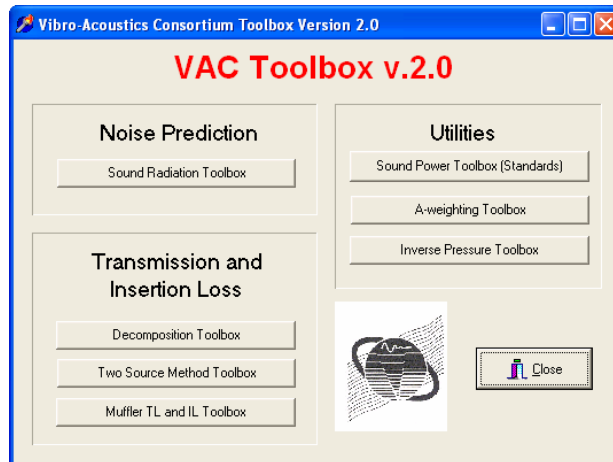 Vibro-Acoustics Consortium Toolbox Version 2.0
VAC Toolbox v.2.0
Noise Prediction
Sound Radiation Toolbox
Transmission and
Insertion Loss
Decomposition Toolbox
Two Source Method Toolbox
Muffler TL and IL Toolbox
Utilities
Sound Power Toolbox (Standards)
A-weighting Toolbox
Inverse Pressure Toolbox
Close